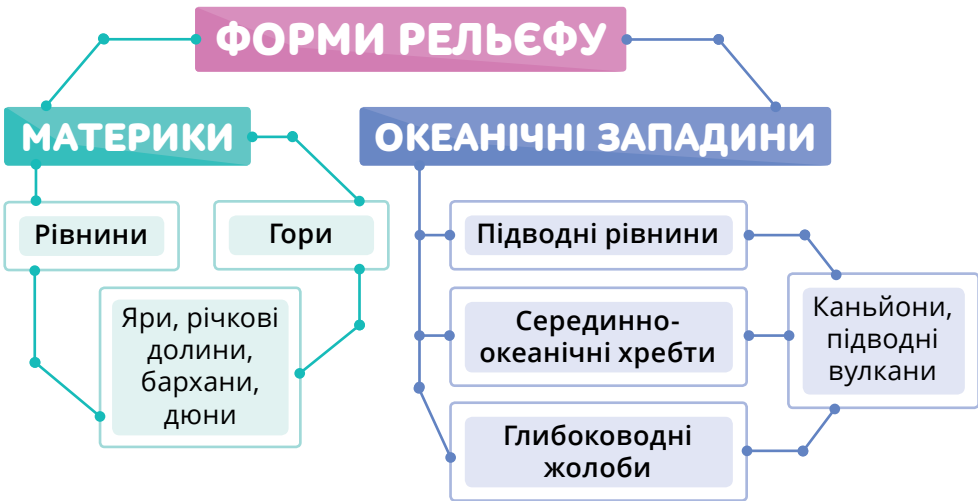 ФОРМИ РЕЛЬЄФУ
МАТЕРИКИ
ОКЕАНІЧНІ ЗАПАДИНИ
Рівнини
Гори
Яри, річкові
долини,
бархани,
дюни
Підводні рівнини
Серединно-
океанічні хребти
Глибоководні
жолоби
Каньйони,
підводні
вулкани